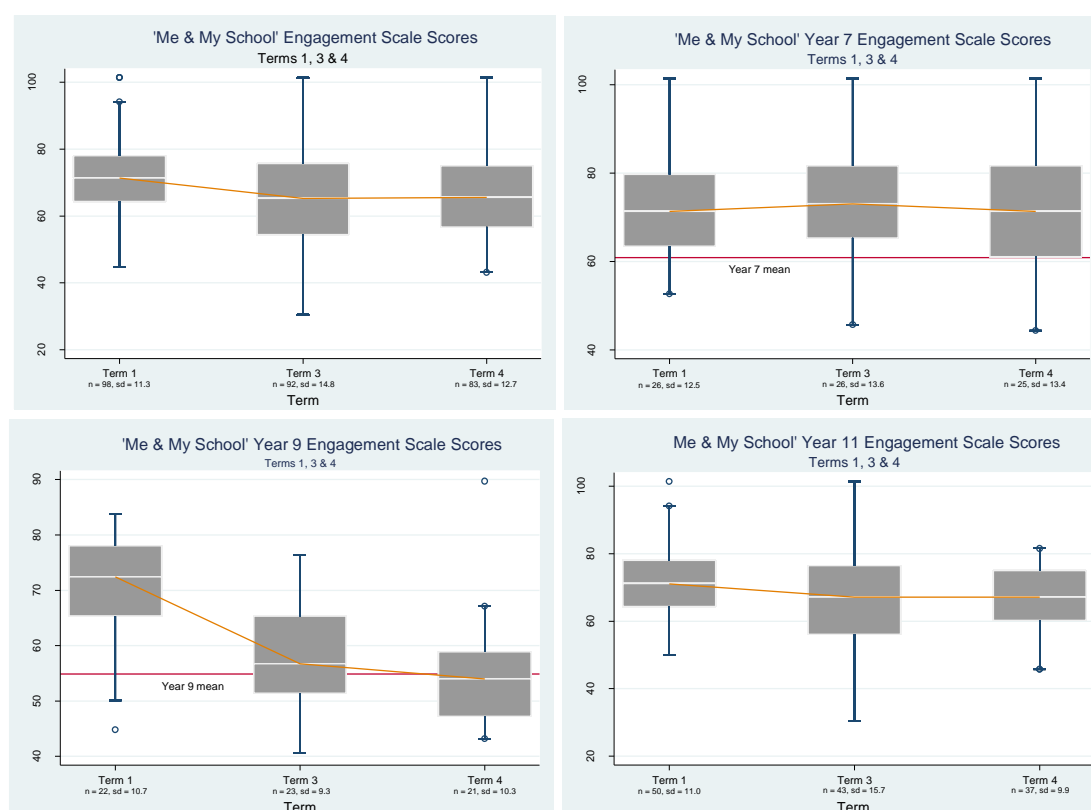 'Me & My School' Engagement Scale Scores
Terms 1, 3 & 4
100
80
60
40
20
Term 1
Term 3
Term 4
n = 98, sd = 11.3
n = 92, sd = 14.8
n = 83, sd = 12.7
Term
'Me & My School' Year 7 Engagement Scale Scores
Terms 1, 3 & 4
100
80
60
40
Year 7 mean
Term 1
Term 3
Term 4
n = 26, sd = 12.5
n = 26, sd = 13.6
n = 25, sd = 13.4
Term
'Me & My School' Year 9 Engagement Scale Scores
Terms 1, 3 & 4
90
80
70
60
50
40
Year 9 mean
Term 1
Term 3
Term 4
n = 22, sd = 10.7
n = 23, sd = 9.3
n = 21, sd = 10.3
Term
Me & My School' Year 11 Engagement Scale Scores
Terms 1, 3 & 4
100
80
60
40
20
Term 1
Term 3
Term 4
n = 50, sd = 11.0
n = 43, sd = 15.7
n = 37, sd = 9.9
Term